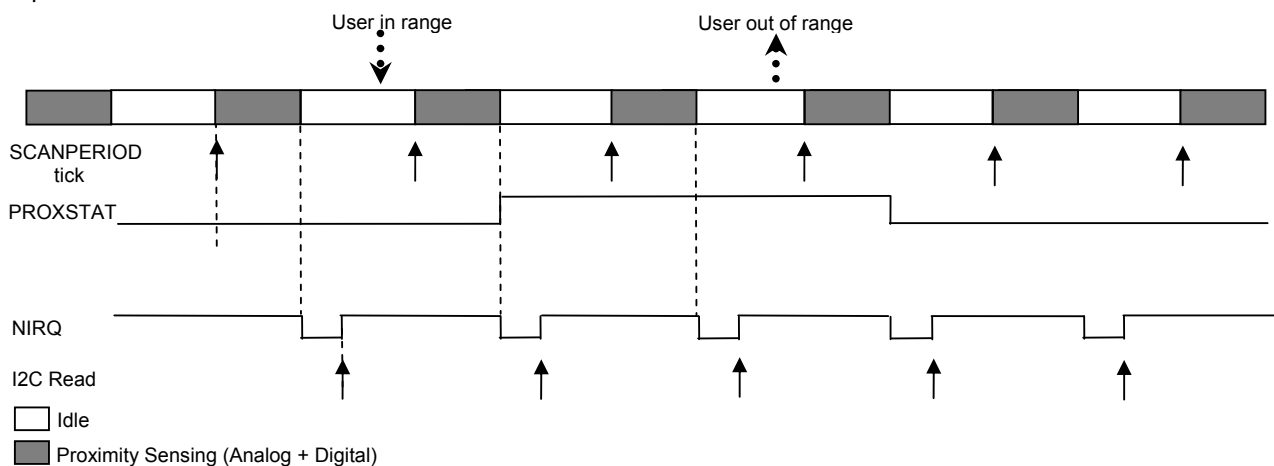 User in range
User out of range
SCANPERIOD
tick
PROXSTAT
NIRQ
I2C Read
Idle
Proximity Sensing (Analog + Digital)